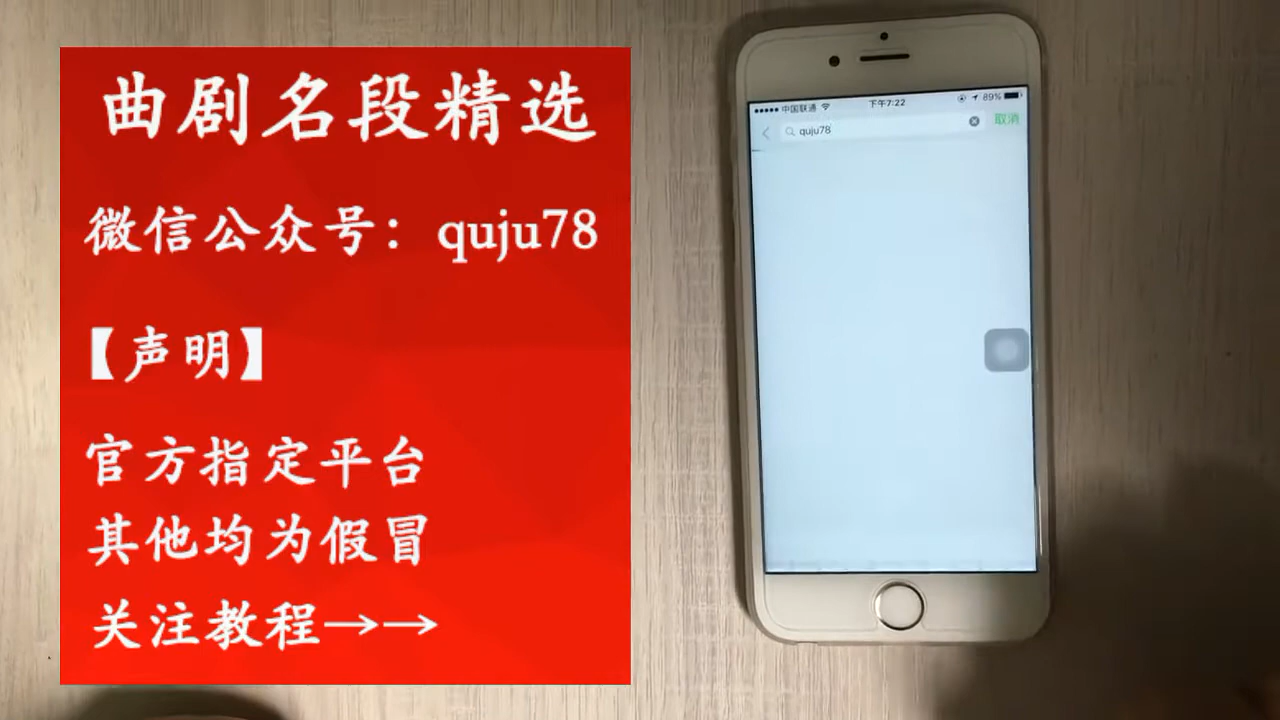 曲剧名段精选
微信公众号：quju78
【声明】
官方指定平台
其他均为假冒
关注教程→→
中国联通 下午7:22 89%
quju78 取消